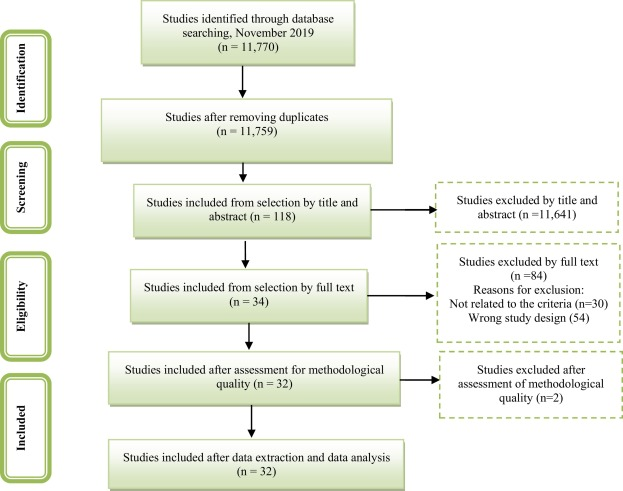 Identification
Studies identified through database
searching, November 2019
(n = 11,770)
Studies after removing duplicates
(n = 11,759)
Screening
Studies included from selection by title and
abstract (n = 118)
Studies excluded by title and
abstract (n =11,641)
Eligibility
Studies included from selection by full text
(n = 34)
Studies excluded by full text
(n =84)
Reasons for exclusion:
Not related to the criteria (n=30)
Wrong study design (54)
Studies included after assessment for methodological
quality (n = 32)
Studies excluded after
assessment of methodological
quality (n=2)
Included
Studies included after data extraction and data analysis
(n = 32)